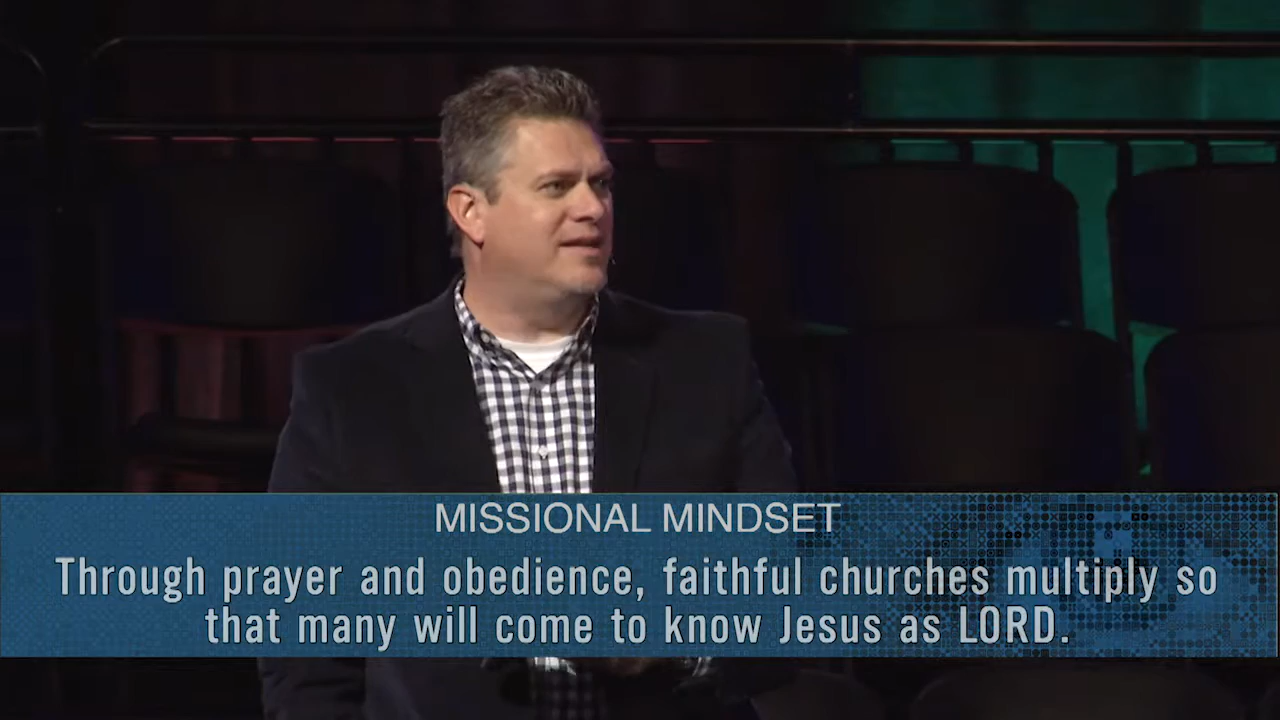 MISSIONAL MINDSET
Through prayer and obedience, faithful churches multiply so
that many will come to know Jesus as LORD.